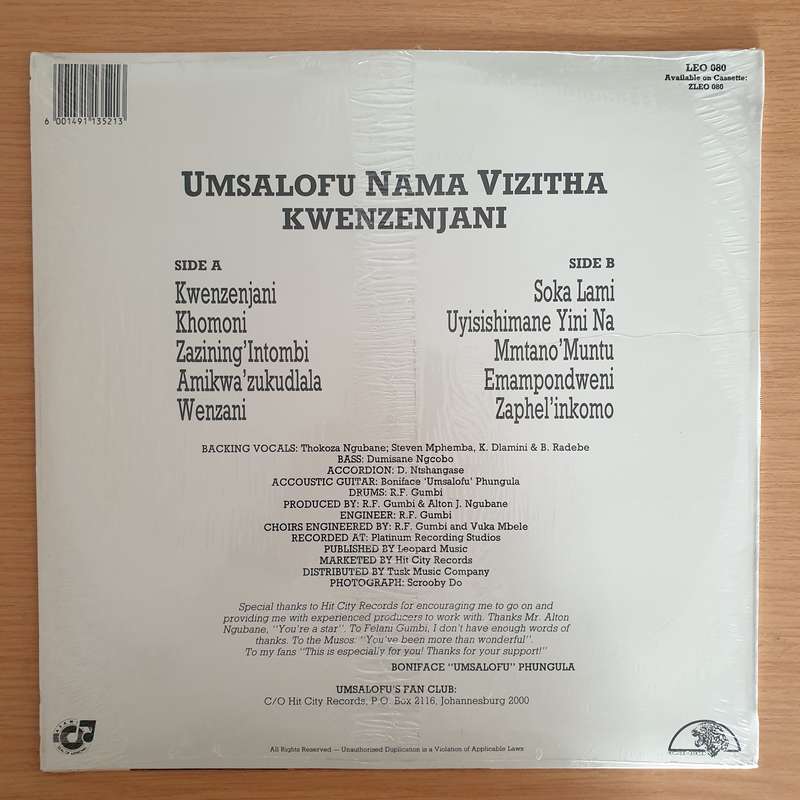 6 001491 135213
LEO 080
Available on Cassette:
ZLEO 080
UMSALOFU NAMA VIZITHA
KWENZENJANI
SIDE A
Kwenzenjani
Khomoni
Zazining'Intombi
Amikwa'zukudlala
Wenzani
SIDE B
Soka Lami
Uyisishimane Yini Na
Mmtano'Muntu
Emampondweni
Zaphel'inkomo
BACKING VOCALS: Thokoza Ngubane; Steven Mphemba, K. Dlamini & B. Radebe
BASS: Dumisane Ngcobo
ACCORDION: D. Ntshangase
ACCOUSTIC GUITAR: Boniface 'Umsalofu' Phungula
DRUMS: R.F. Gumbi
PRODUCED BY: R.F. Gumbi & Alton J. Ngubane
ENGINEER: R.F. Gumbi
CHOIRS ENGINEERED BY: R.F. Gumbi and Vuka Mbele
RECORDED AT: Platinum Recording Studios
PUBLISHED BY Leopard Music
MARKETED BY Hit City Records
DISTRIBUTED BY Tusk Music Company
PHOTOGRAPH: Scrooby Do
Special thanks to Hit City Records for encouraging me to go on and
providing me with experienced producers to work with. Thanks Mr. Alton
Ngubane, "You're a star". To Felani Gumbi, I don't have enough words of
thanks. To the Musos: "You've been more than wonderful".
To my fans "This is especially for you! Thanks for your support!"
BONIFACE "UMSALOFU" PHUNGULA
UMSALOFU'S FAN CLUB:
C/O Hit City Records, P.O. Box 2116, Johannesburg 2000
All Rights Reserved — Unauthorised Duplication is a Violation of Applicable Laws